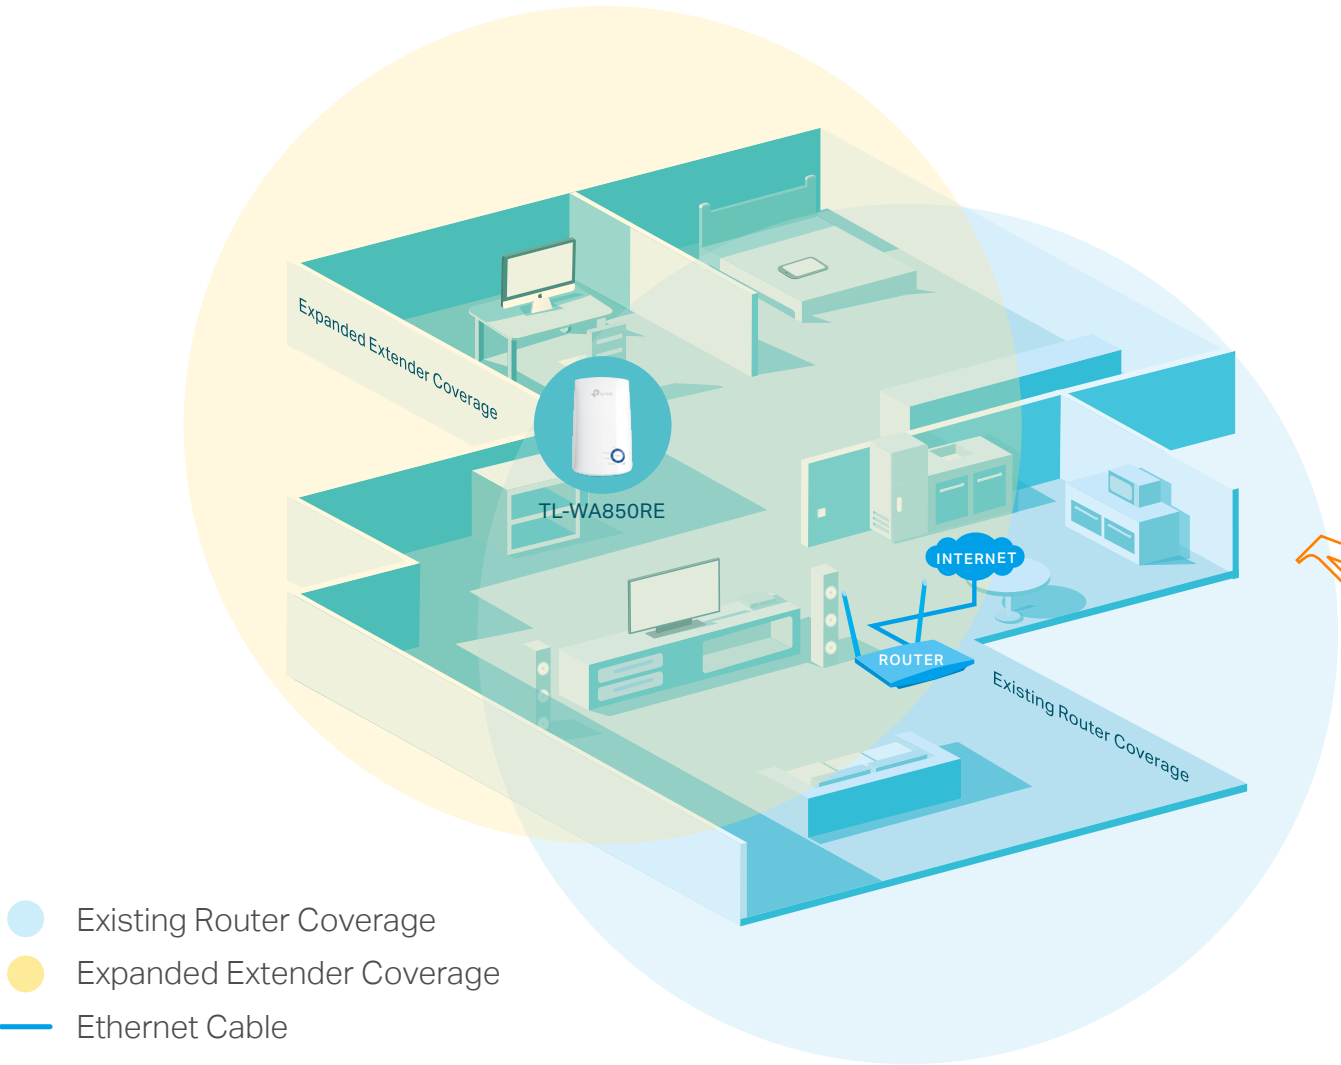 Expanded Extender Coverage
TL-WA850RE
INTERNET
ROUTER
Existing Router Coverage
Existing Router Coverage
Expanded Extender Coverage
Ethernet Cable